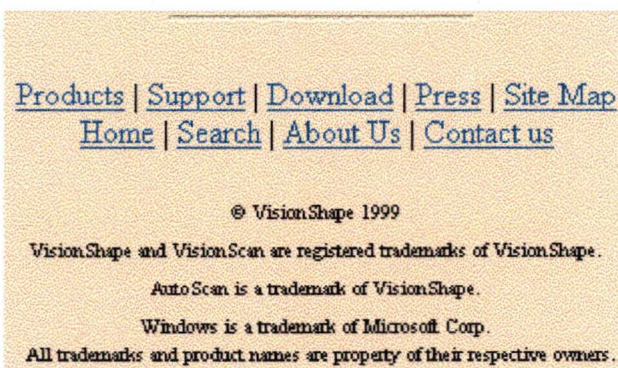 Products | Support | Download | Press | Site Map
Home | Search | About Us | Contact us
© VisionShape 1999
VisionShape and VisionScan are registered trademarks of VisionShape.
AutoScan is a trademark of VisionShape.
Windows is a trademark of Microsoft Corp.
All trademarks and product names are property of their respective owners.